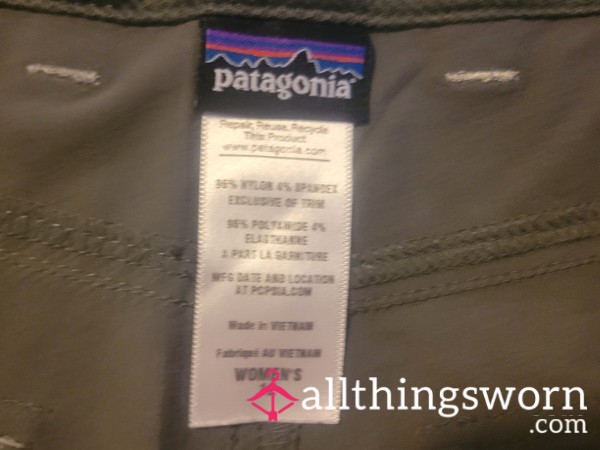 patagonia
Repair, Reuse, Recycle
This Product
www.patagonia.com
96% NYLON 4% SPANDEX
EXCLUSIVE OF TRIM
96% POLYAMIDE 4%
ELASTHANNE
A PART LA GARNITURE
MFG DATE AND LOCATION
AT PCPSIA.COM
Made in VIETNAM
Fabriqué AU VIETNAM
WOMEN'S
allthingsworn
.com